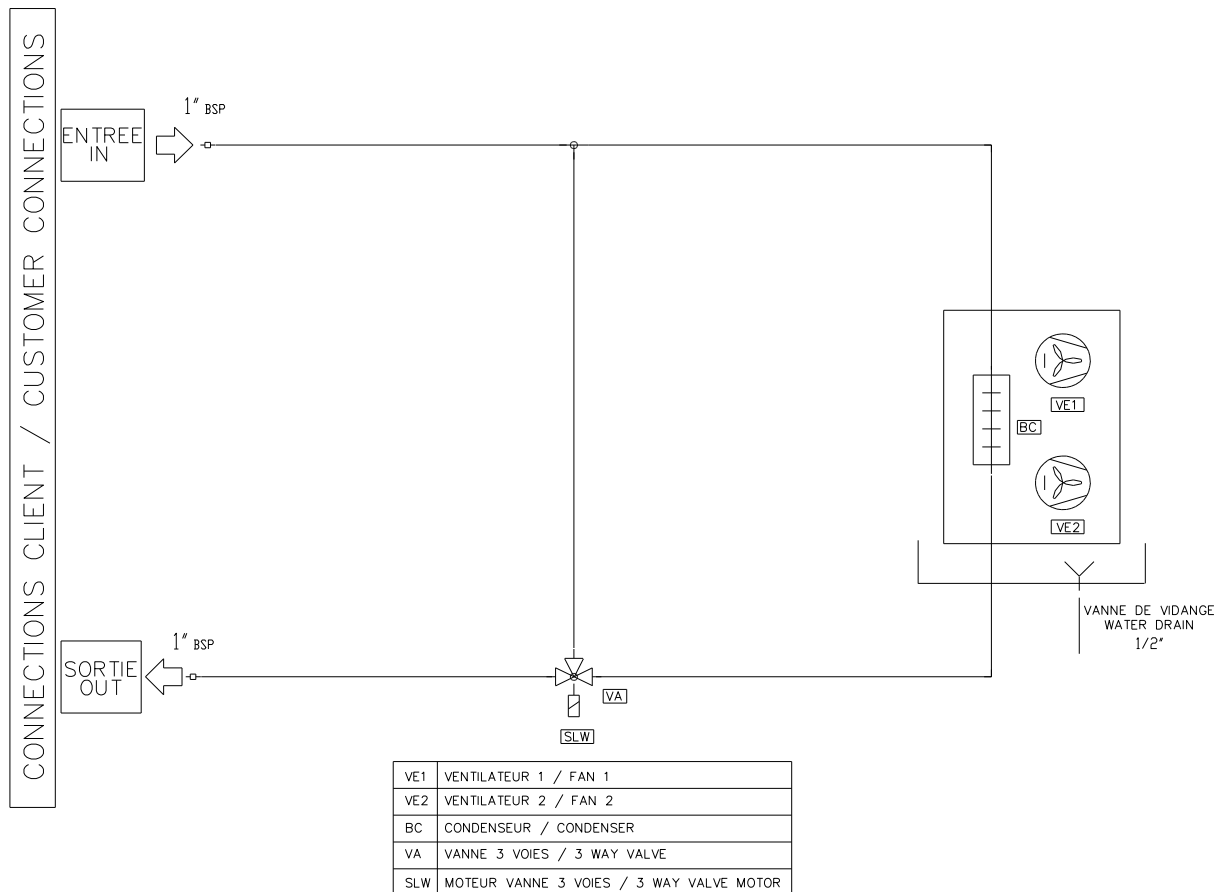 CONNECTIONS CLIENT / CUSTOMER CONNECTIONS
ENTREE
IN
1" BSP
VE1
BC
VE2
VANNE DE VIDANGE
WATER DRAIN
1/2"
SORTIE
OUT
1" BSP
VA
SLW
VE1 VENTILATEUR 1 / FAN 1
VE2 VENTILATEUR 2 / FAN 2
BC CONDENSEUR / CONDENSER
VA VANNE 3 VOIES / 3 WAY VALVE
SLW MOTEUR VANNE 3 VOIES / 3 WAY VALVE MOTOR